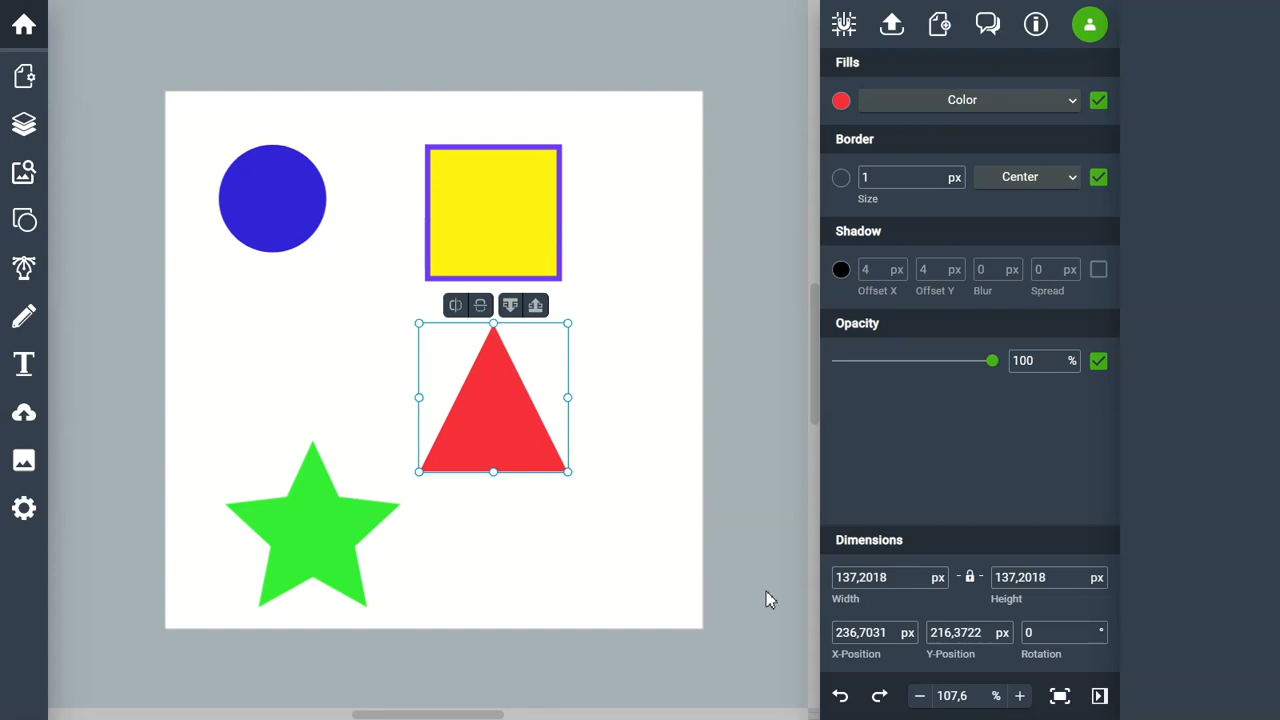 Fills
Color
Border
1 px
Center
Size
Shadow
4 px
4 px
0 px
0 px
Offset X
Offset Y
Blur
Spread
Opacity
100 %
Dimensions
137,2018 px
137,2018 px
Width
Height
236,7031 px
216,3722 px
0 °
X-Position
Y-Position
Rotation
107,6 %